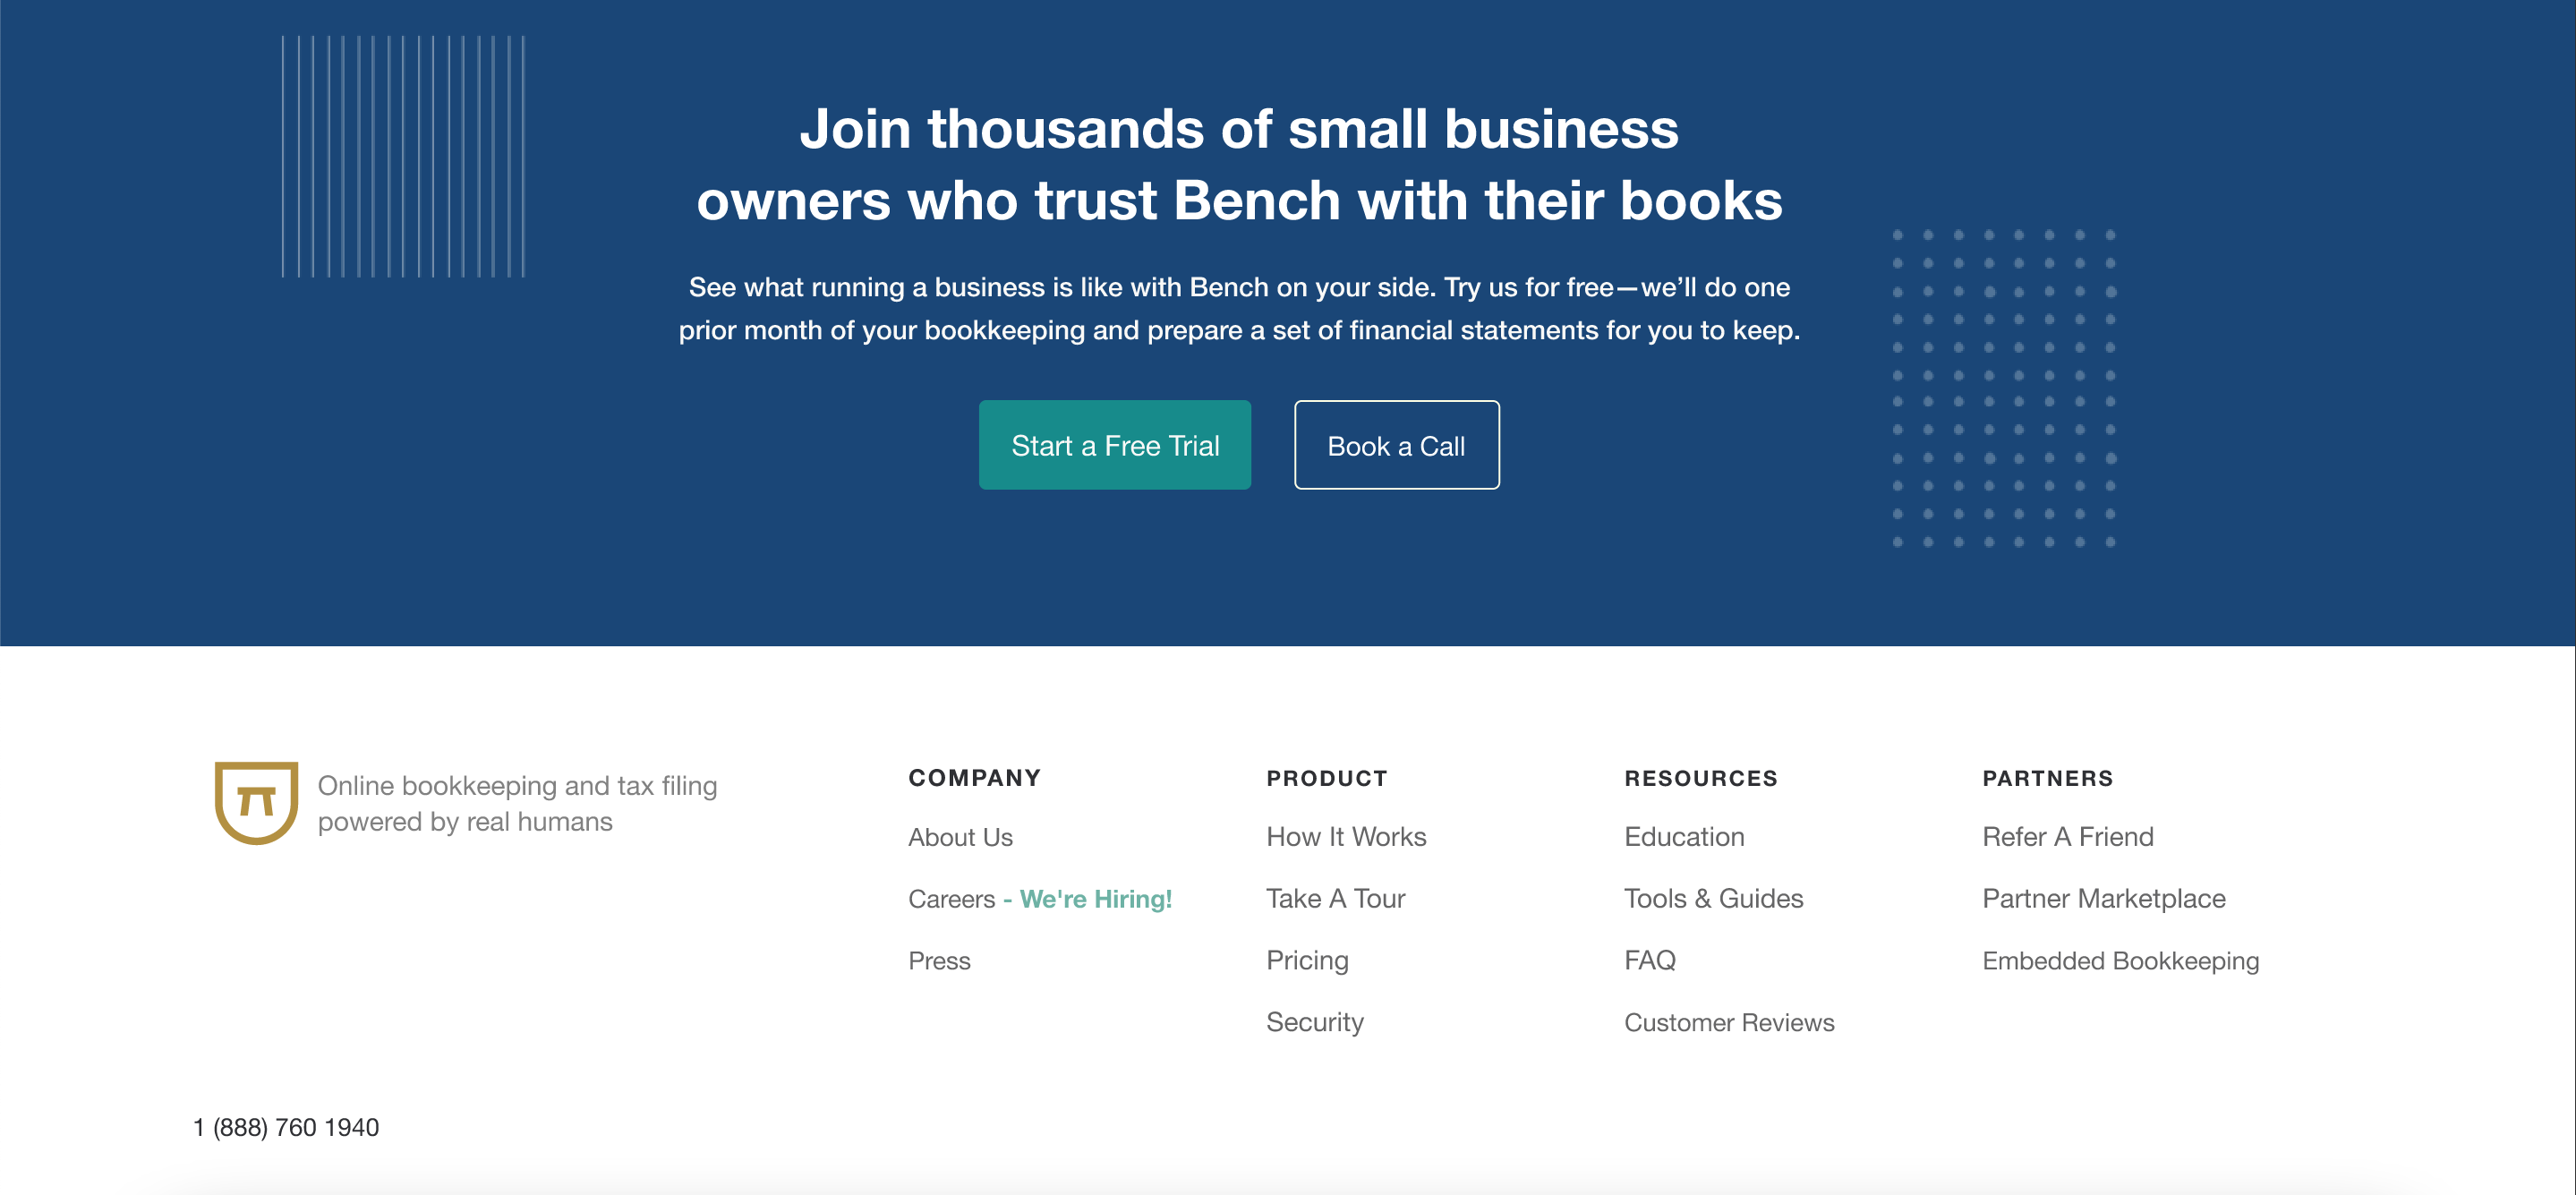 Join thousands of small business
owners who trust Bench with their books
See what running a business is like with Bench on your side. Try us for free—we’ll do one
prior month of your bookkeeping and prepare a set of financial statements for you to keep.
Start a Free Trial
Book a Call
Online bookkeeping and tax filing
powered by real humans
COMPANY
About Us
Careers - We're Hiring!
Press
PRODUCT
How It Works
Take A Tour
Pricing
Security
RESOURCES
Education
Tools & Guides
FAQ
Customer Reviews
PARTNERS
Refer A Friend
Partner Marketplace
Embedded Bookkeeping
1 (888) 760 1940